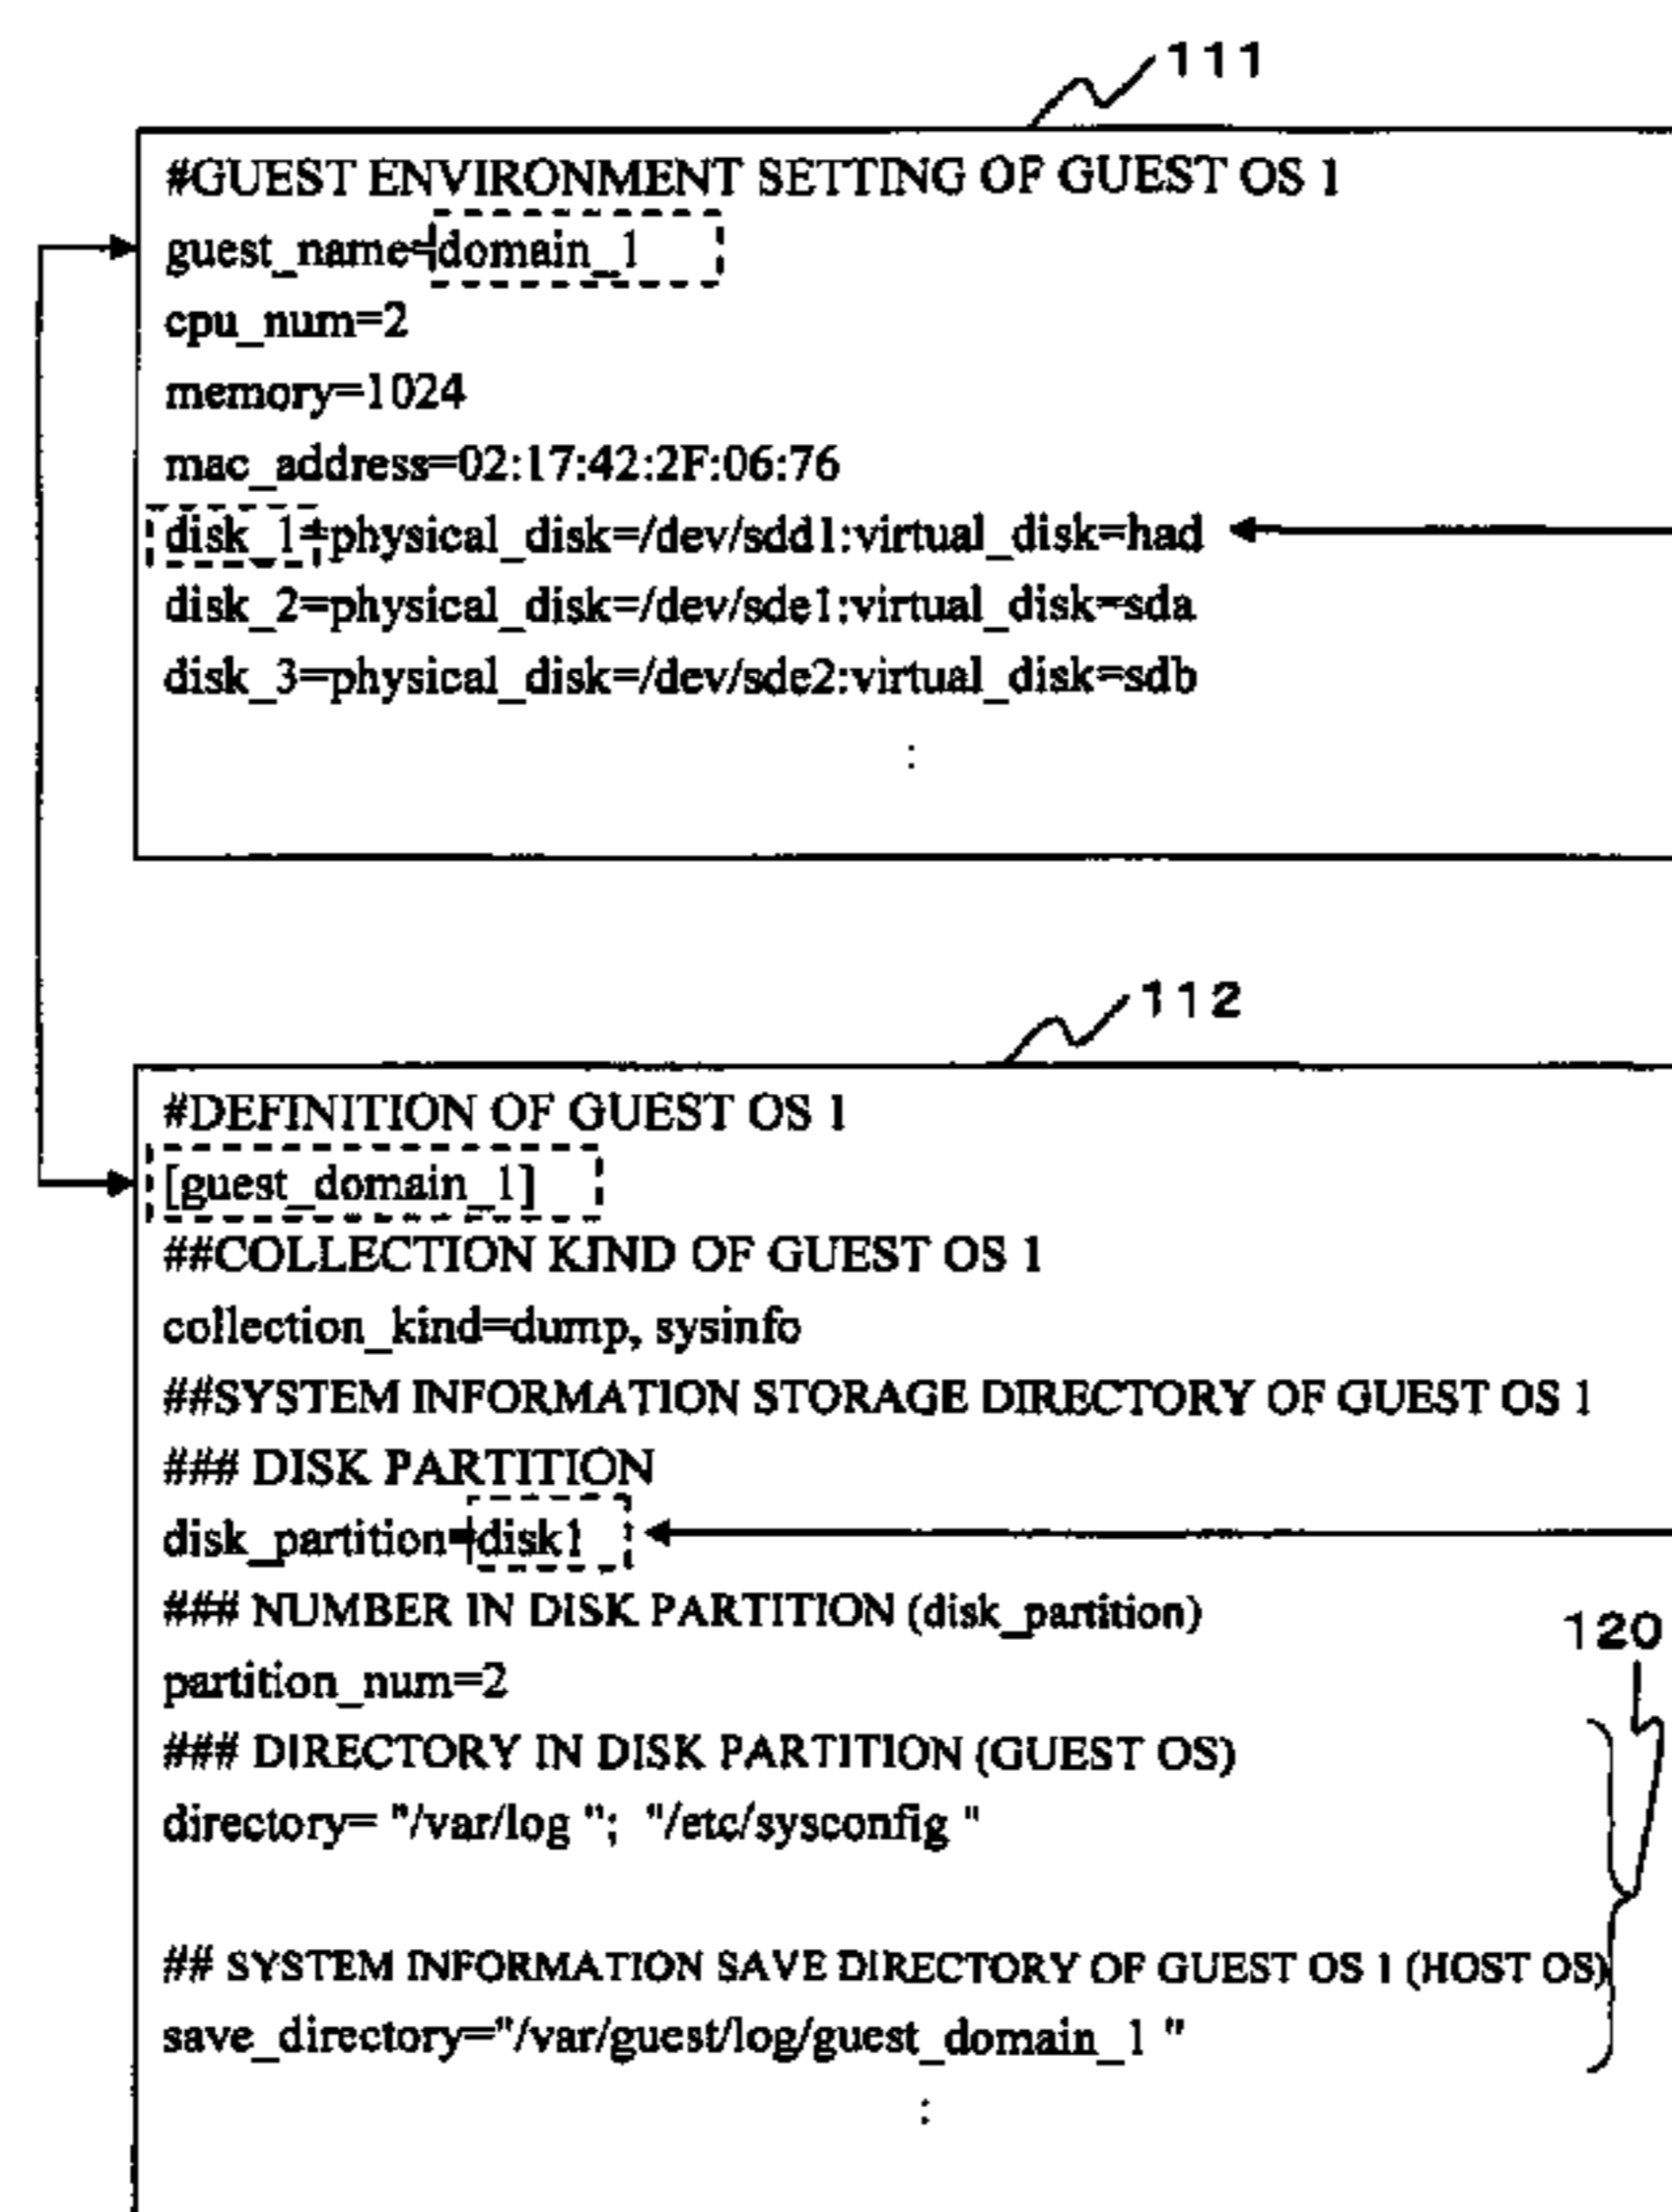 111
#GUEST ENVIRONMENT SETTING OF GUEST OS 1
guest_name=domain_1
cpu_num=2
memory=1024
mac_address=02:17:42:2F:06:76
disk_1=physical_disk=/dev/sdd1:virtual_disk=had
disk_2=physical_disk=/dev/sde1:virtual_disk=sda
disk_3=physical_disk=/dev/sde2:virtual_disk=sdb
:
112
#DEFINITION OF GUEST OS 1
[guest_domain_1]
##COLLECTION KIND OF GUEST OS 1
collection_kind=dump, sysinfo
##SYSTEM INFORMATION STORAGE DIRECTORY OF GUEST OS 1
### DISK PARTITION
disk_partition=disk1
### NUMBER IN DISK PARTITION (disk_partition)
120
partition_num=2
### DIRECTORY IN DISK PARTITION (GUEST OS)
directory= "/var/log "; "/etc/sysconfig "
## SYSTEM INFORMATION SAVE DIRECTORY OF GUEST OS 1 (HOST OS)
save_directory="/var/guest/log/guest_domain_1 "
: